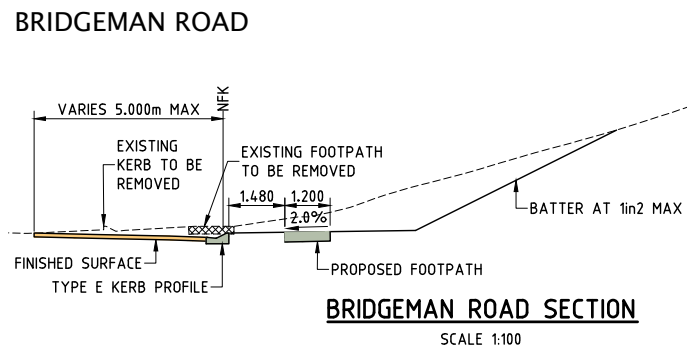 BRIDGEMAN ROAD
NFK
VARIES 5.000m MAX
EXISTING
KERB TO BE
REMOVED
EXISTING FOOTPATH
TO BE REMOVED
1.480
1.200
2.0%
BATTER AT 1in2 MAX
FINISHED SURFACE
PROPOSED FOOTPATH
TYPE E KERB PROFILE
BRIDGEMAN ROAD SECTION
SCALE 1:100